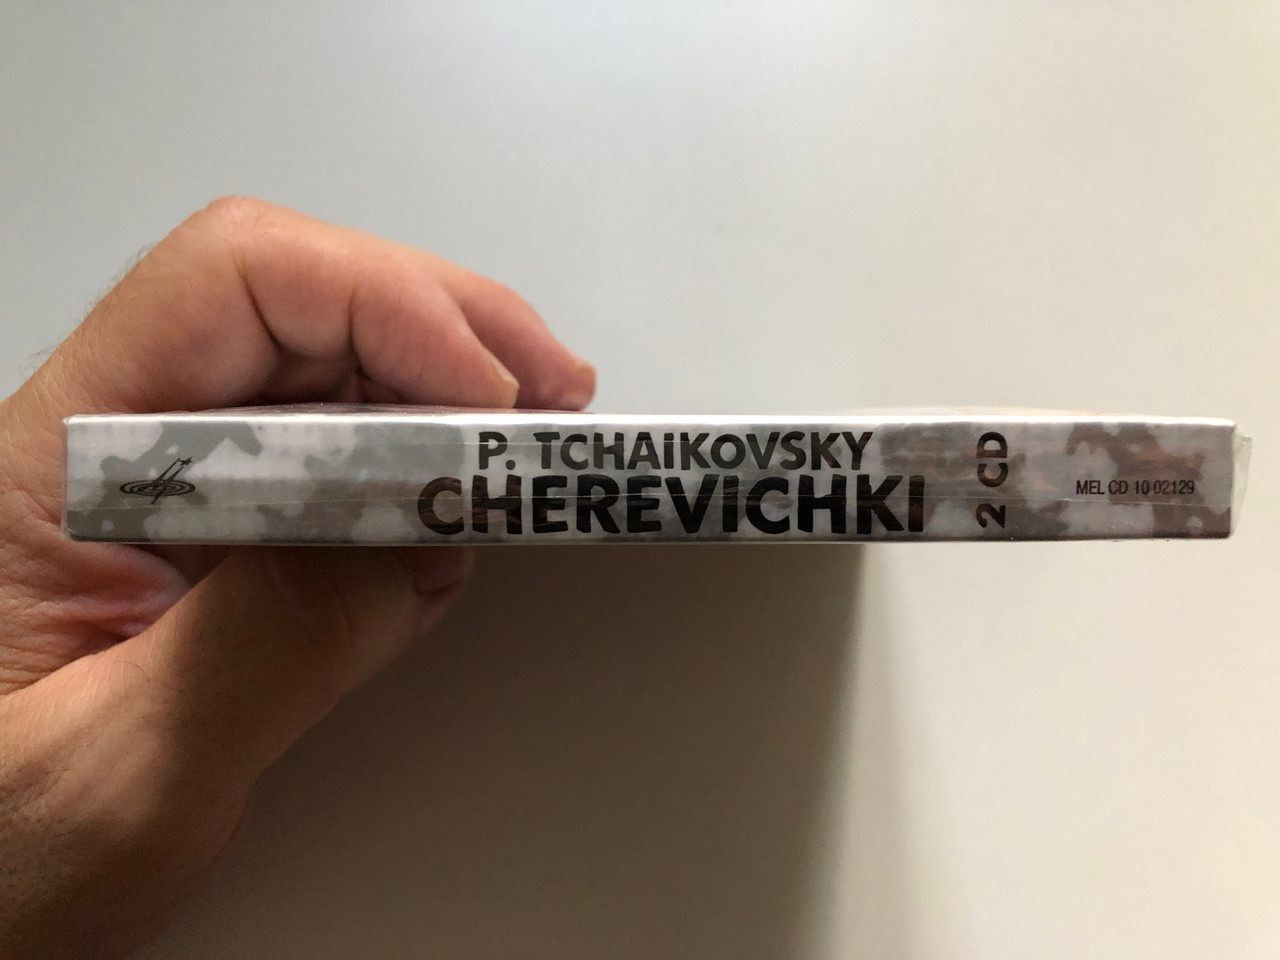 P. TCHAiKOVSKY
CHEREVICHKI
2 CD
MEL CD 10 02129